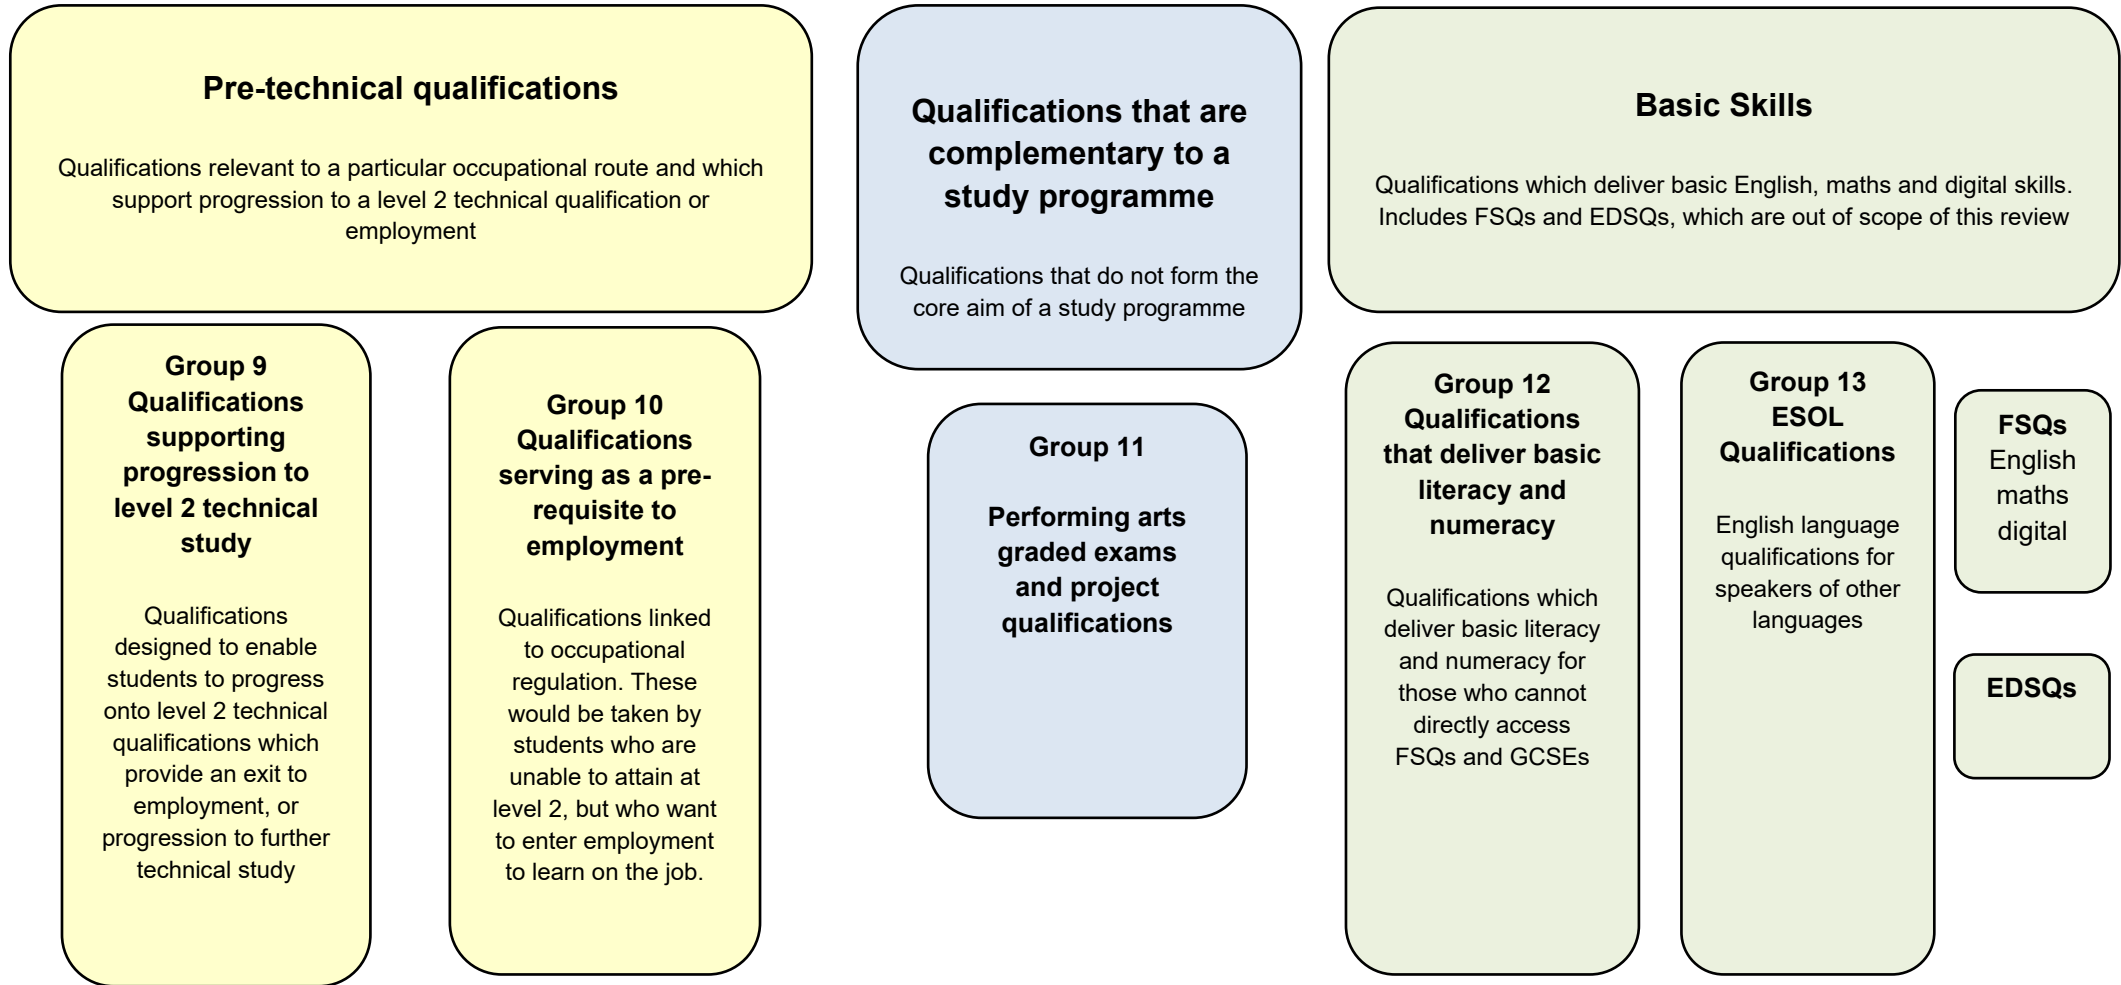 Pre-technical qualifications
Qualifications relevant to a particular occupational route and which
support progression to a level 2 technical qualification or
employment
Qualifications that are
complementary to a
study programme
Qualifications that do not form the
core aim of a study programme
Basic Skills
Qualifications which deliver basic English, maths and digital skills.
Includes FSQs and EDSQs, which are out of scope of this review
Group 9
Qualifications
supporting
progression to
level 2 technical
study
Qualifications
designed to enable
students to progress
onto level 2 technical
qualifications which
provide an exit to
employment, or
progression to further
technical study
Group 10
Qualifications
serving as a pre-
requisite to
employment
Qualifications linked
to occupational
regulation. These
would be taken by
students who are
unable to attain at
level 2, but who want
to enter employment
to learn on the job.
Group 11
Performing arts
graded exams
and project
qualifications
Group 12
Qualifications
that deliver basic
literacy and
numeracy
Qualifications which
deliver basic literacy
and numeracy for
those who cannot
directly access
FSQs and GCSEs
Group 13
ESOL
Qualifications
English language
qualifications for
speakers of other
languages
FSQs
English
maths
digital
EDSQs